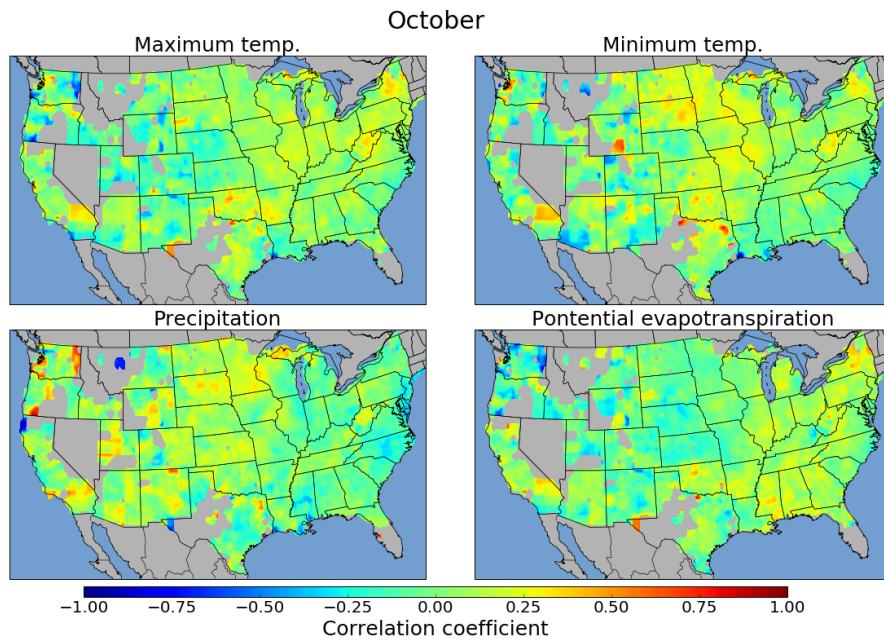 October
Maximum temp.
Minimum temp.
Precipitation
Pontential evapotranspiration
−1.00 −0.75 −0.50 −0.25 0.00 0.25 0.50 0.75 1.00
Correlation coefficient